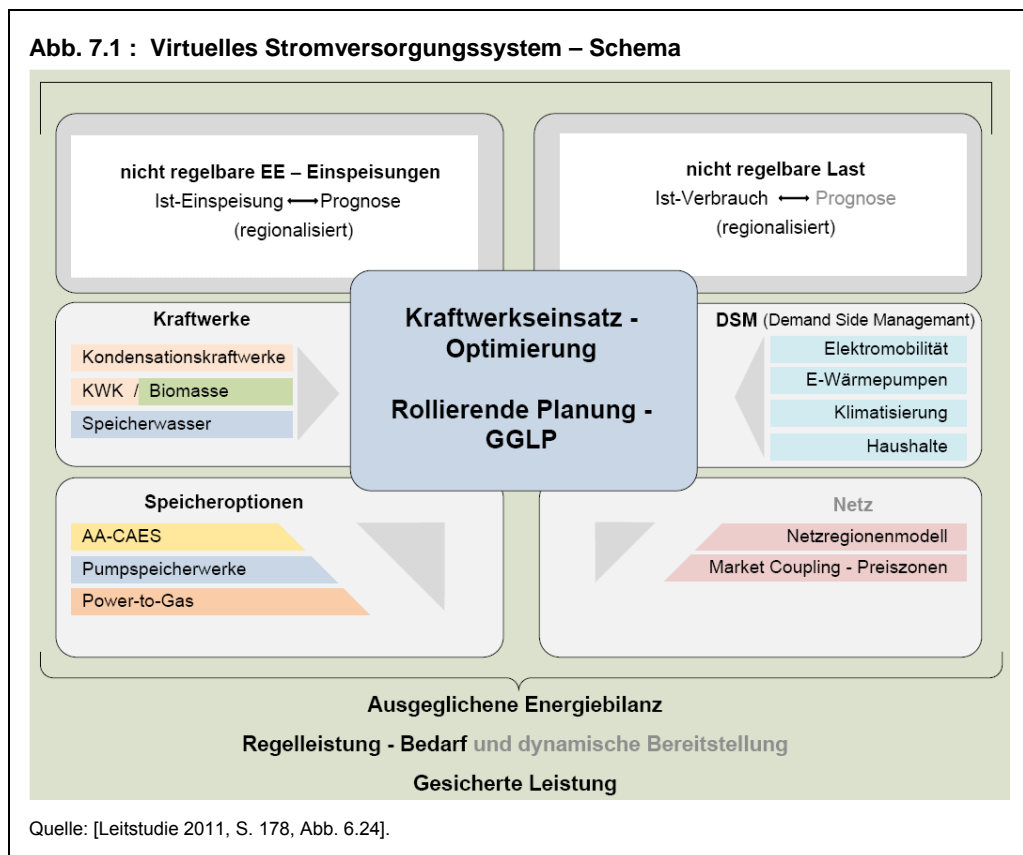 Abb. 7.1 : Virtuelles Stromversorgungssystem – Schema
nicht regelbare EE – Einspeisungen
Ist-Einspeisung ⟷ Prognose
(regionalisiert)
nicht regelbare Last
Ist-Verbrauch ⟷ Prognose
(regionalisiert)
Kraftwerkseinsatz -
Optimierung
Rollierende Planung -
GGLP
Kraftwerke
Kondensationskraftwerke
KWK / Biomasse
Speicherwasser
DSM (Demand Side Managemant)
Elektromobilität
E-Wärmepumpen
Klimatisierung
Haushalte
Speicheroptionen
AA-CAES
Pumpspeicherwerke
Power-to-Gas
Netz
Netzregionenmodell
Market Coupling - Preiszonen
Ausgeglichene Energiebilanz
Regelleistung - Bedarf und dynamische Bereitstellung
Gesicherte Leistung
Quelle: [Leitstudie 2011, S. 178, Abb. 6.24].